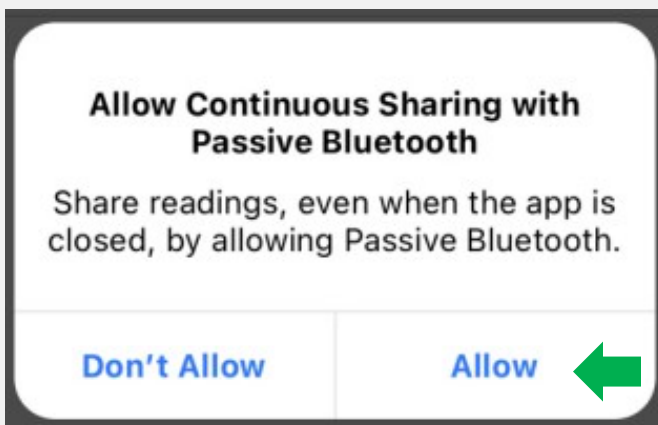 Allow Continuous Sharing with
Passive Bluetooth
Share readings, even when the app is
closed, by allowing Passive Bluetooth.
Don't Allow
Allow